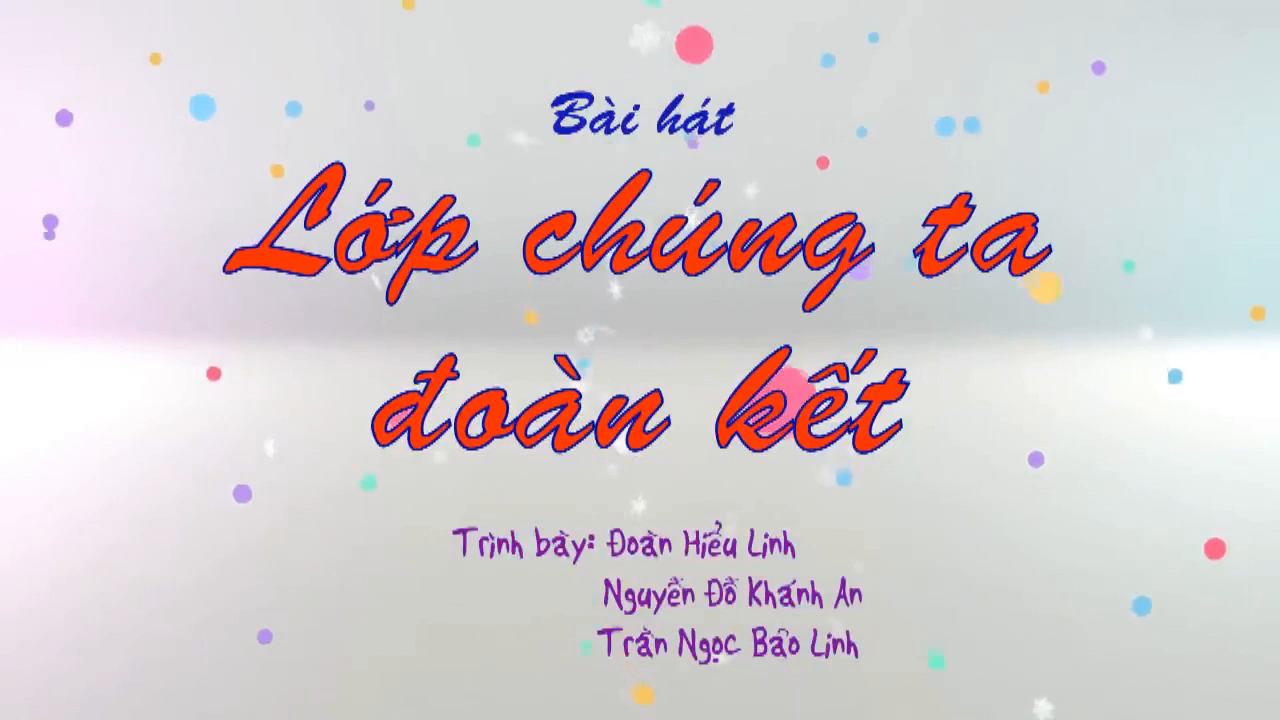 Bài hát
Lớp chúng ta
đoàn kết
Trình bày: Đoàn Hiểu Linh
Nguyễn Đỗ Khánh An
Trần Ngọc Bảo Linh